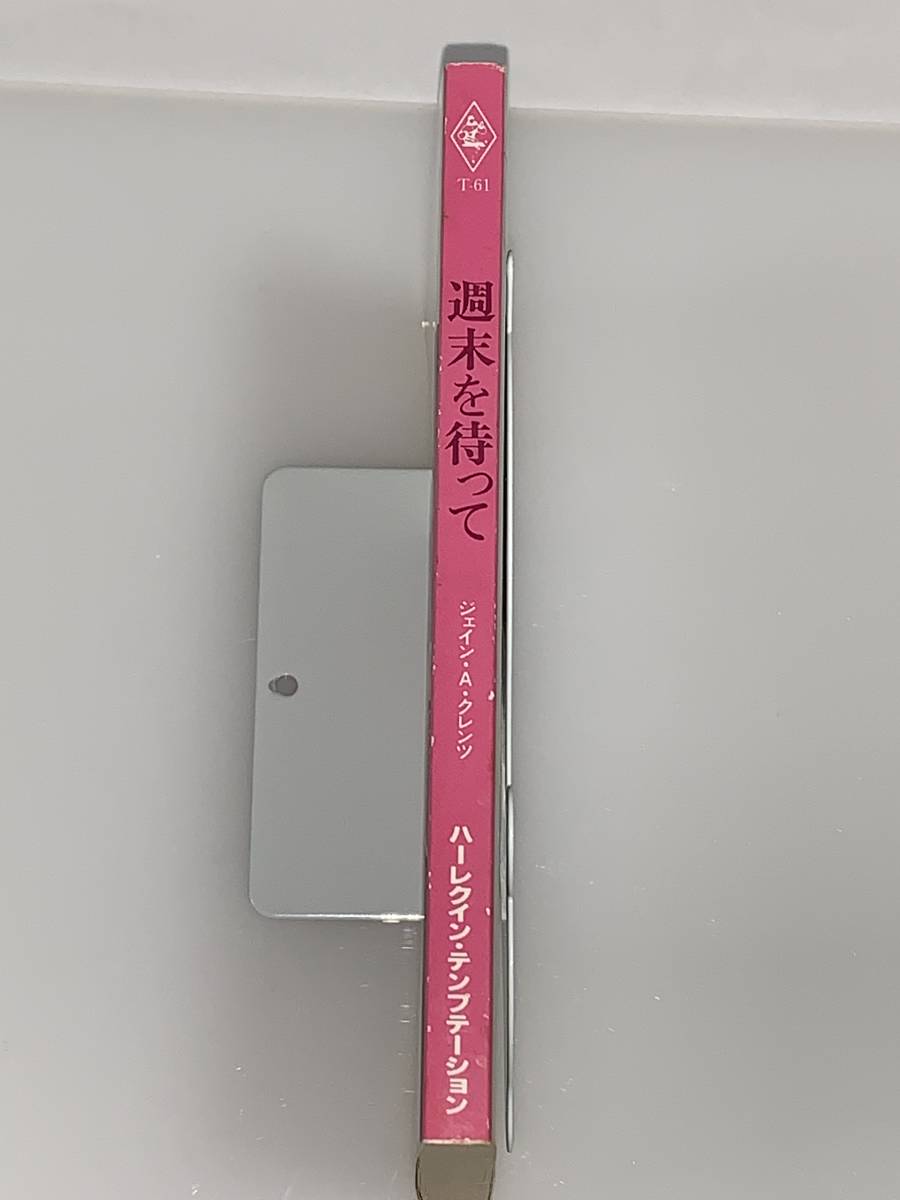 T-61
週末を待って
ジェイン・A・クレンツ
ハーレクイン・テンプテーション